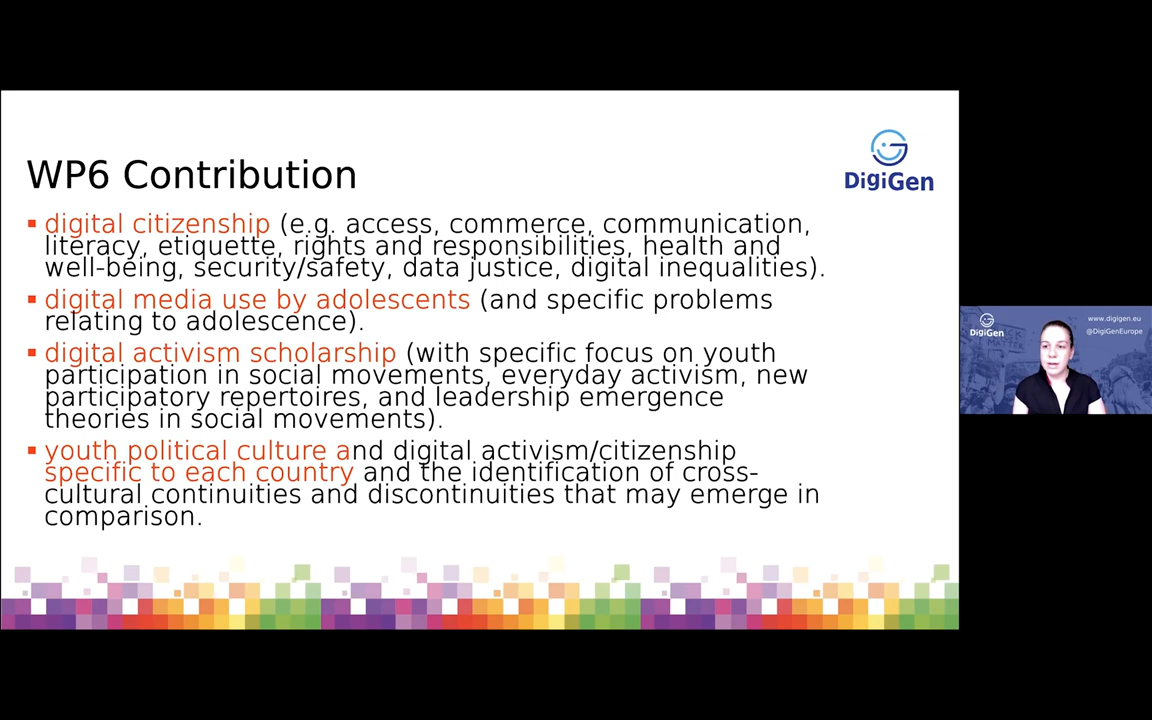 WP6 Contribution
DigiGen
▪ digital citizenship (e.g. access, commerce, communication,
literacy, etiquette, rights and responsibilities, health and
well-being, security/safety, data justice, digital inequalities).
▪ digital media use by adolescents (and specific problems
relating to adolescence).
▪ digital activism scholarship (with specific focus on youth
participation in social movements, everyday activism, new
participatory repertoires, and leadership emergence
theories in social movements).
▪ youth political culture and digital activism/citizenship
specific to each country and the identification of cross-
cultural continuities and discontinuities that may emerge in
comparison.
DigiGen
www.digigen.eu
@DigiGenEurope